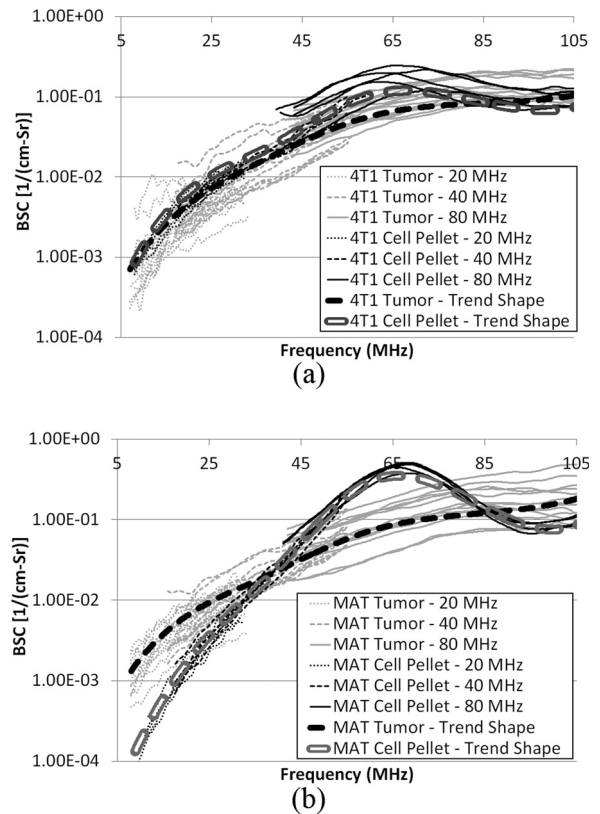 1.00E+00
5 25 45 65 85 105
1.00E-01
1.00E-02
1.00E-03
1.00E-04
BSC [1/(cm-Sr)]
4T1 Tumor - 20 MHz
4T1 Tumor - 40 MHz
4T1 Tumor - 80 MHz
4T1 Cell Pellet - 20 MHz
4T1 Cell Pellet - 40 MHz
4T1 Cell Pellet - 80 MHz
4T1 Tumor - Trend Shape
4T1 Cell Pellet - Trend Shape
Frequency (MHz)
(a)
1.00E+00
5 25 45 65 85 105
1.00E-01
1.00E-02
1.00E-03
1.00E-04
BSC [1/(cm-Sr)]
MAT Tumor - 20 MHz
MAT Tumor - 40 MHz
MAT Tumor - 80 MHz
MAT Cell Pellet - 20 MHz
MAT Cell Pellet - 40 MHz
MAT Cell Pellet - 80 MHz
MAT Tumor - Trend Shape
MAT Cell Pellet - Trend Shape
Frequency (MHz)
(b)